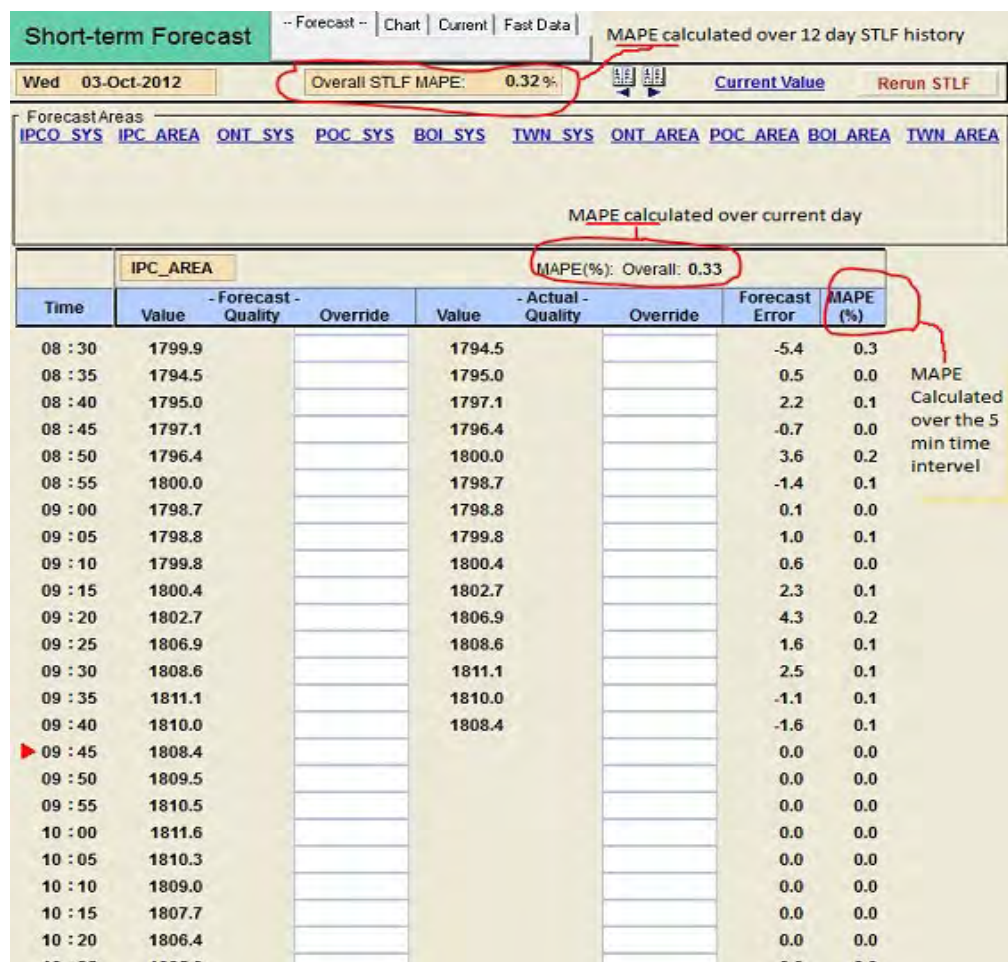 Short-term Forecast
-- Forecast -- Chart Current Fast Data
MAPE calculated over 12 day STLF history
Wed 03-Oct-2012 Overall STLF MAPE: 0.32 % Current Value Rerun STLF
Forecast Areas
IPCO_SYS IPC_AREA ONT_SYS POC_SYS BOI_SYS TWN_SYS ONT_AREA POC_AREA BOI_AREA TWN_AREA
MAPE calculated over current day
IPC_AREA MAPE(%): Overall: 0.33
Time - Forecast - - Actual - Forecast MAPE
Value Quality Override Value Quality Override Error (%)
08 : 30 1799.9 1794.5 -5.4 0.3
08 : 35 1794.5 1795.0 0.5 0.0
08 : 40 1795.0 1797.1 2.2 0.1
08 : 45 1797.1 1796.4 -0.7 0.0
08 : 50 1796.4 1800.0 3.6 0.2
08 : 55 1800.0 1798.7 -1.4 0.1
09 : 00 1798.7 1798.8 0.1 0.0
09 : 05 1798.8 1799.8 1.0 0.1
09 : 10 1799.8 1800.4 0.6 0.0
09 : 15 1800.4 1802.7 2.3 0.1
09 : 20 1802.7 1806.9 4.3 0.2
09 : 25 1806.9 1808.6 1.6 0.1
09 : 30 1808.6 1811.1 2.5 0.1
09 : 35 1811.1 1810.0 -1.1 0.1
09 : 40 1810.0 1808.4 -1.6 0.1
09 : 45 1808.4 0.0 0.0
09 : 50 1809.5 0.0 0.0
09 : 55 1810.5 0.0 0.0
10 : 00 1811.6 0.0 0.0
10 : 05 1810.3 0.0 0.0
10 : 10 1809.0 0.0 0.0
10 : 15 1807.7 0.0 0.0
10 : 20 1806.4 0.0 0.0
MAPE
Calculated
over the 5
min time
intervel